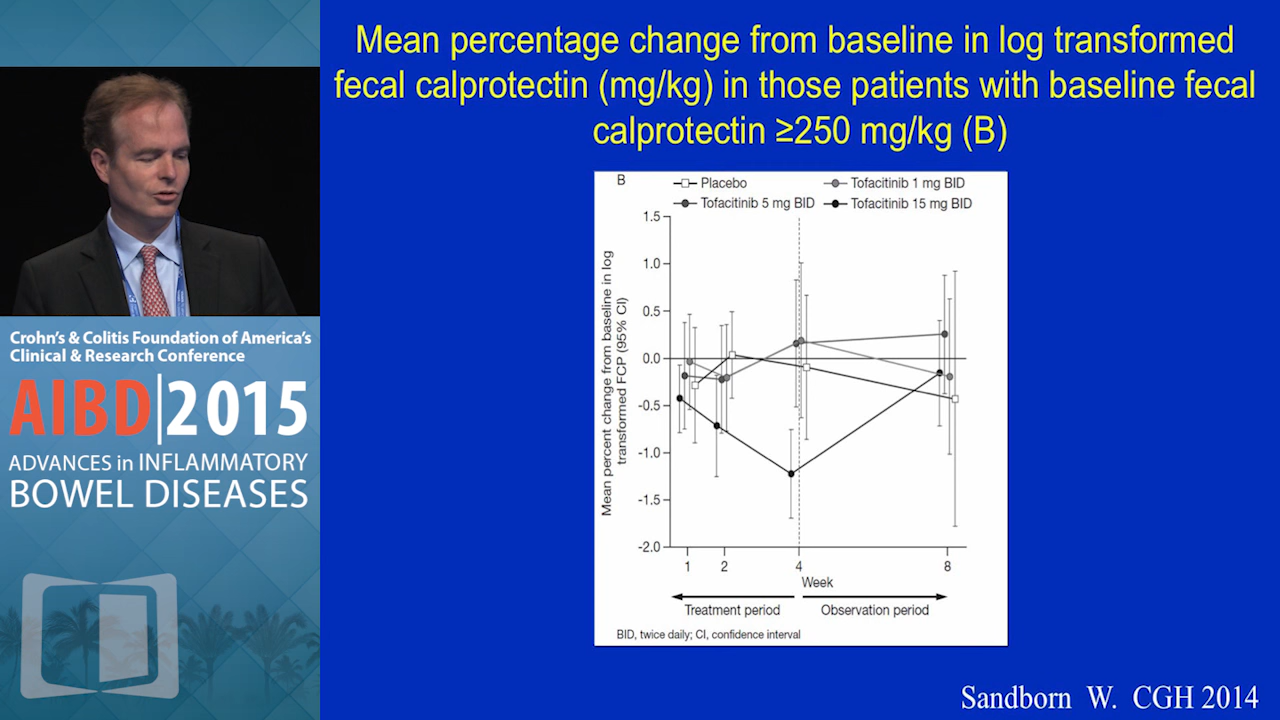 Mean percentage change from baseline in log transformed
fecal calprotectin (mg/kg) in those patients with baseline fecal
calprotectin ≥250 mg/kg (B)
B
Placebo
Tofacitinib 1 mg BID
Tofacitinib 5 mg BID
Tofacitinib 15 mg BID
Mean percent change from baseline in log
transformed FCP (95% CI)
1.5
1.0
0.5
0.0
-0.5
-1.0
-1.5
-2.0
1 2 4 8
Week
Treatment period
Observation period
BID, twice daily; CI, confidence interval
Sandborn W. CGH 2014
Crohn's & Colitis Foundation of America's
Clinical & Research Conference
AIBD|2015
ADVANCES in INFLAMMATORY
BOWEL DISEASES